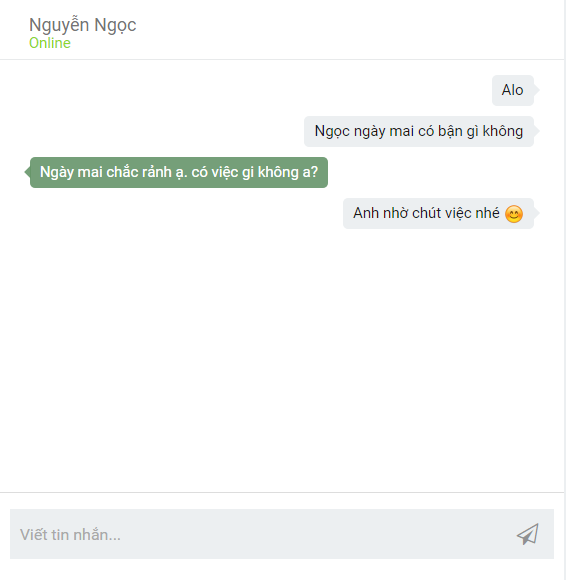 Nguyễn Ngọc
Online
Alo
Ngọc ngày mai có bận gì không
Ngày mai chắc rảnh ạ. có việc gi không a?
Anh nhờ chút việc nhé 😊
Viết tin nhắn...